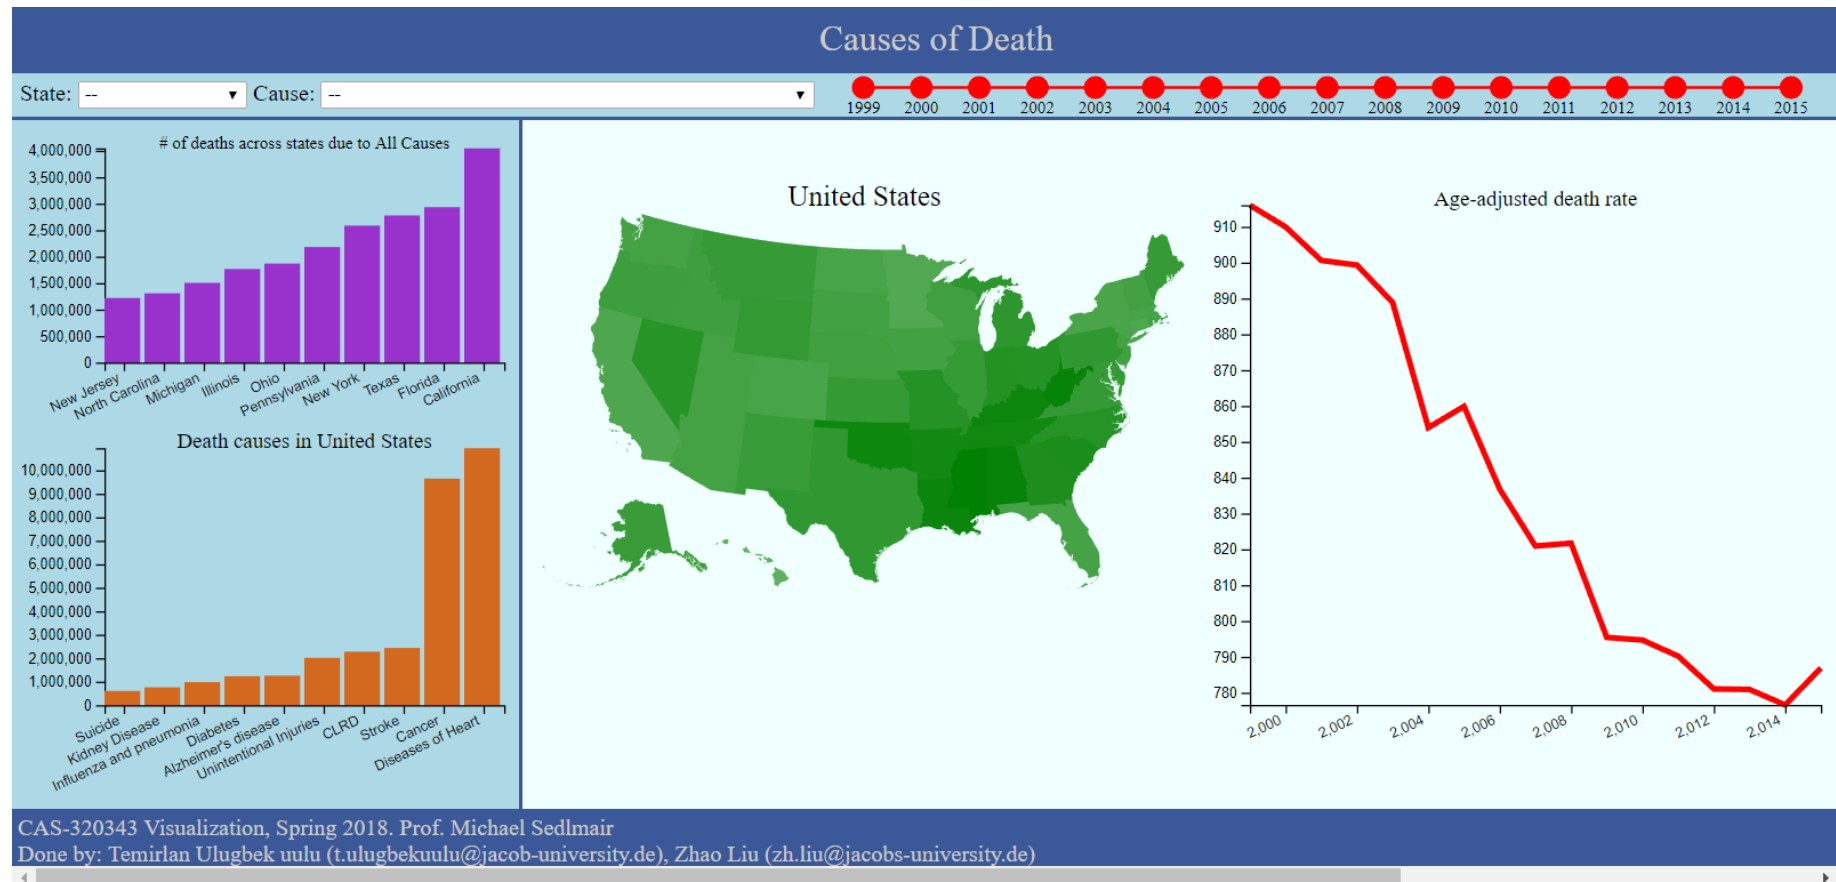 Causes of Death
State: -- Cause: --
1999 2000 2001 2002 2003 2004 2005 2006 2007 2008 2009 2010 2011 2012 2013 2014 2015
# of deaths across states due to All Causes
4,000,000
3,500,000
3,000,000
2,500,000
2,000,000
1,500,000
1,000,000
500,000
0
New Jersey North Carolina Michigan Illinois Ohio Pennsylvania New York Texas Florida California
Death causes in United States
10,000,000
9,000,000
8,000,000
7,000,000
6,000,000
5,000,000
4,000,000
3,000,000
2,000,000
1,000,000
0
Suicide Kidney Disease Influenza and pneumonia Diabetes Alzheimer's disease Unintentional Injuries CLRD Stroke Cancer Diseases of Heart
United States
Age-adjusted death rate
910
900
890
880
870
860
850
840
830
820
810
800
790
780
2,000 2,002 2,004 2,006 2,008 2,010 2,012 2,014
CAS-320343 Visualization, Spring 2018. Prof. Michael Sedlmair
Done by: Temirlan Ulugbek uulu (t.ulugbekuulu@jacob-university.de), Zhao Liu (zh.liu@jacobs-university.de)